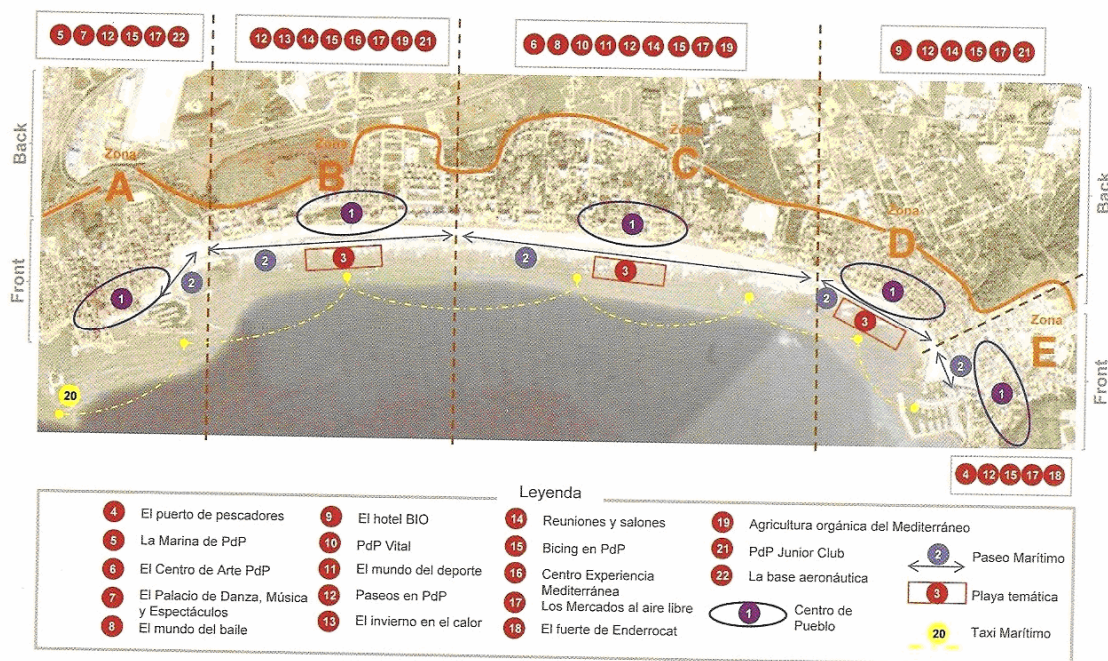 5 7 12 15 17 22
12 13 14 15 16 17 19 21
6 8 10 11 12 14 15 17 19
9 12 14 15 17 21
Back
Front
Zona
A
Zona
B
Zona
C
Zona
D
Zona
E
Back
Front
1
2
2
1
3
2
1
3
2
1
3
2
1
20
4 12 15 17 18
Leyenda
4 El puerto de pescadores
5 La Marina de PdP
6 El Centro de Arte PdP
7 El Palacio de Danza, Música
y Espectáculos
8 El mundo del baile
9 El hotel BIO
10 PdP Vital
11 El mundo del deporte
12 Paseos en PdP
13 El invierno en el calor
14 Reuniones y salones
15 Bicing en PdP
16 Centro Experiencia
Mediterránea
17 Los Mercados al aire libre
18 El fuerte de Enderrocat
19 Agricultura orgánica del Mediterráneo
21 PdP Junior Club
22 La base aeronáutica
1 Centro de
Pueblo
2 Paseo Marítimo
3 Playa temática
20 Taxi Marítimo